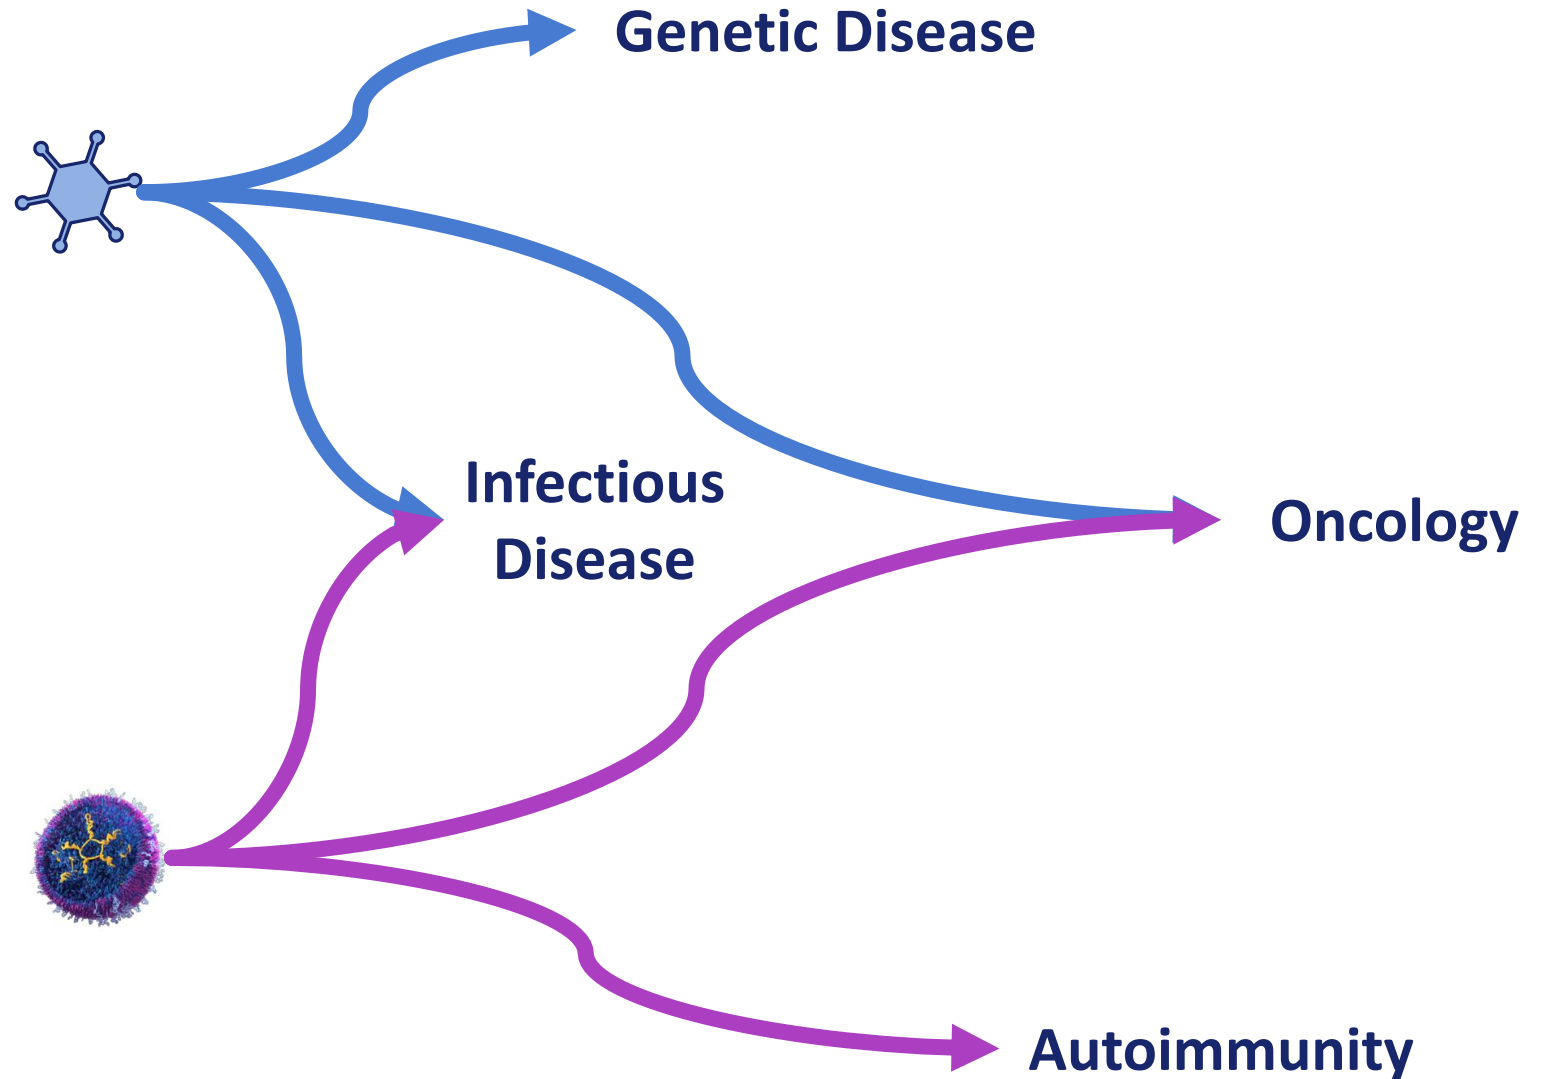 Genetic Disease
Infectious
Disease
Oncology
Autoimmunity